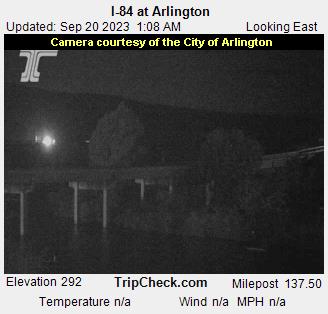 I-84 at Arlington
Updated: Sep 20 2023 1:08 AM Looking East
Camera courtesy of the City of Arlington
Elevation 292 TripCheck.com Milepost 137.50
Temperature n/a Wind n/a MPH n/a